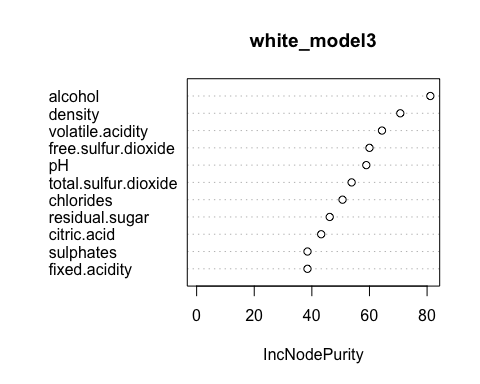 white_model3
alcohol
density
volatile.acidity
free.sulfur.dioxide
pH
total.sulfur.dioxide
chlorides
residual.sugar
citric.acid
sulphates
fixed.acidity
0 20 40 60 80
IncNodePurity